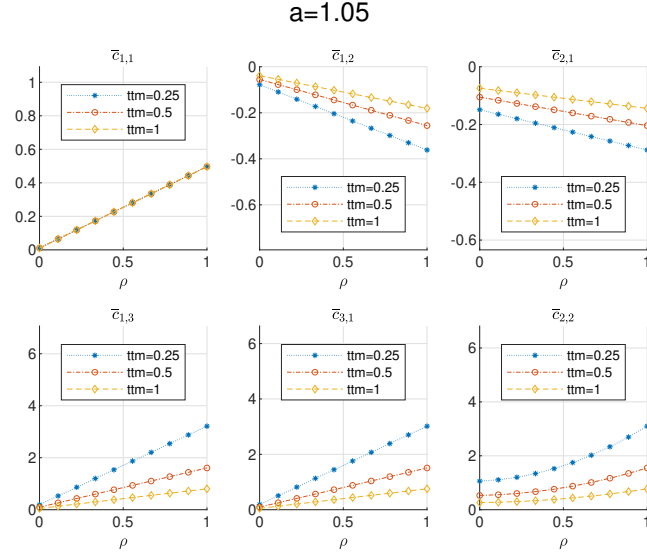 a=1.05
c̅1,1
1
0.8
0.6
0.4
0.2
0
0 0.5 1
ρ
ttm=0.25
ttm=0.5
ttm=1
c̅1,2
0
-0.2
-0.4
-0.6
0 0.5 1
ρ
ttm=0.25
ttm=0.5
ttm=1
c̅2,1
0
-0.2
-0.4
-0.6
0 0.5 1
ρ
ttm=0.25
ttm=0.5
ttm=1
c̅1,3
6
4
2
0
0 0.5 1
ρ
ttm=0.25
ttm=0.5
ttm=1
c̅3,1
6
4
2
0
0 0.5 1
ρ
ttm=0.25
ttm=0.5
ttm=1
c̅2,2
6
4
2
0
0 0.5 1
ρ
ttm=0.25
ttm=0.5
ttm=1